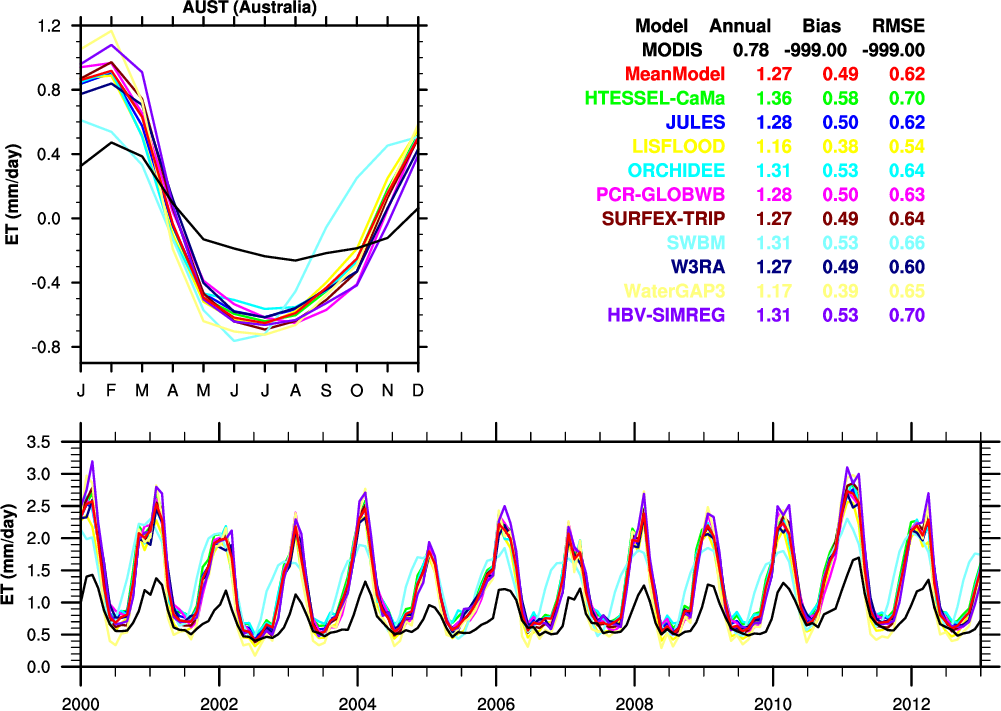 AUST (Australia)
1.2
0.8
0.4
0.0
-0.4
-0.8
ET (mm/day)
J F M A M J J A S O N D
Model Annual Bias RMSE
MODIS 0.78 -999.00 -999.00
MeanModel 1.27 0.49 0.62
HTESSEL-CaMa 1.36 0.58 0.70
JULES 1.28 0.50 0.62
LISFLOOD 1.16 0.38 0.54
ORCHIDEE 1.31 0.53 0.64
PCR-GLOBWB 1.28 0.50 0.63
SURFEX-TRIP 1.27 0.49 0.64
SWBM 1.31 0.53 0.66
W3RA 1.27 0.49 0.60
WaterGAP3 1.17 0.39 0.65
HBV-SIMREG 1.31 0.53 0.70
3.5
3.0
2.5
2.0
1.5
1.0
0.5
0.0
ET (mm/day)
2000 2002 2004 2006 2008 2010 2012